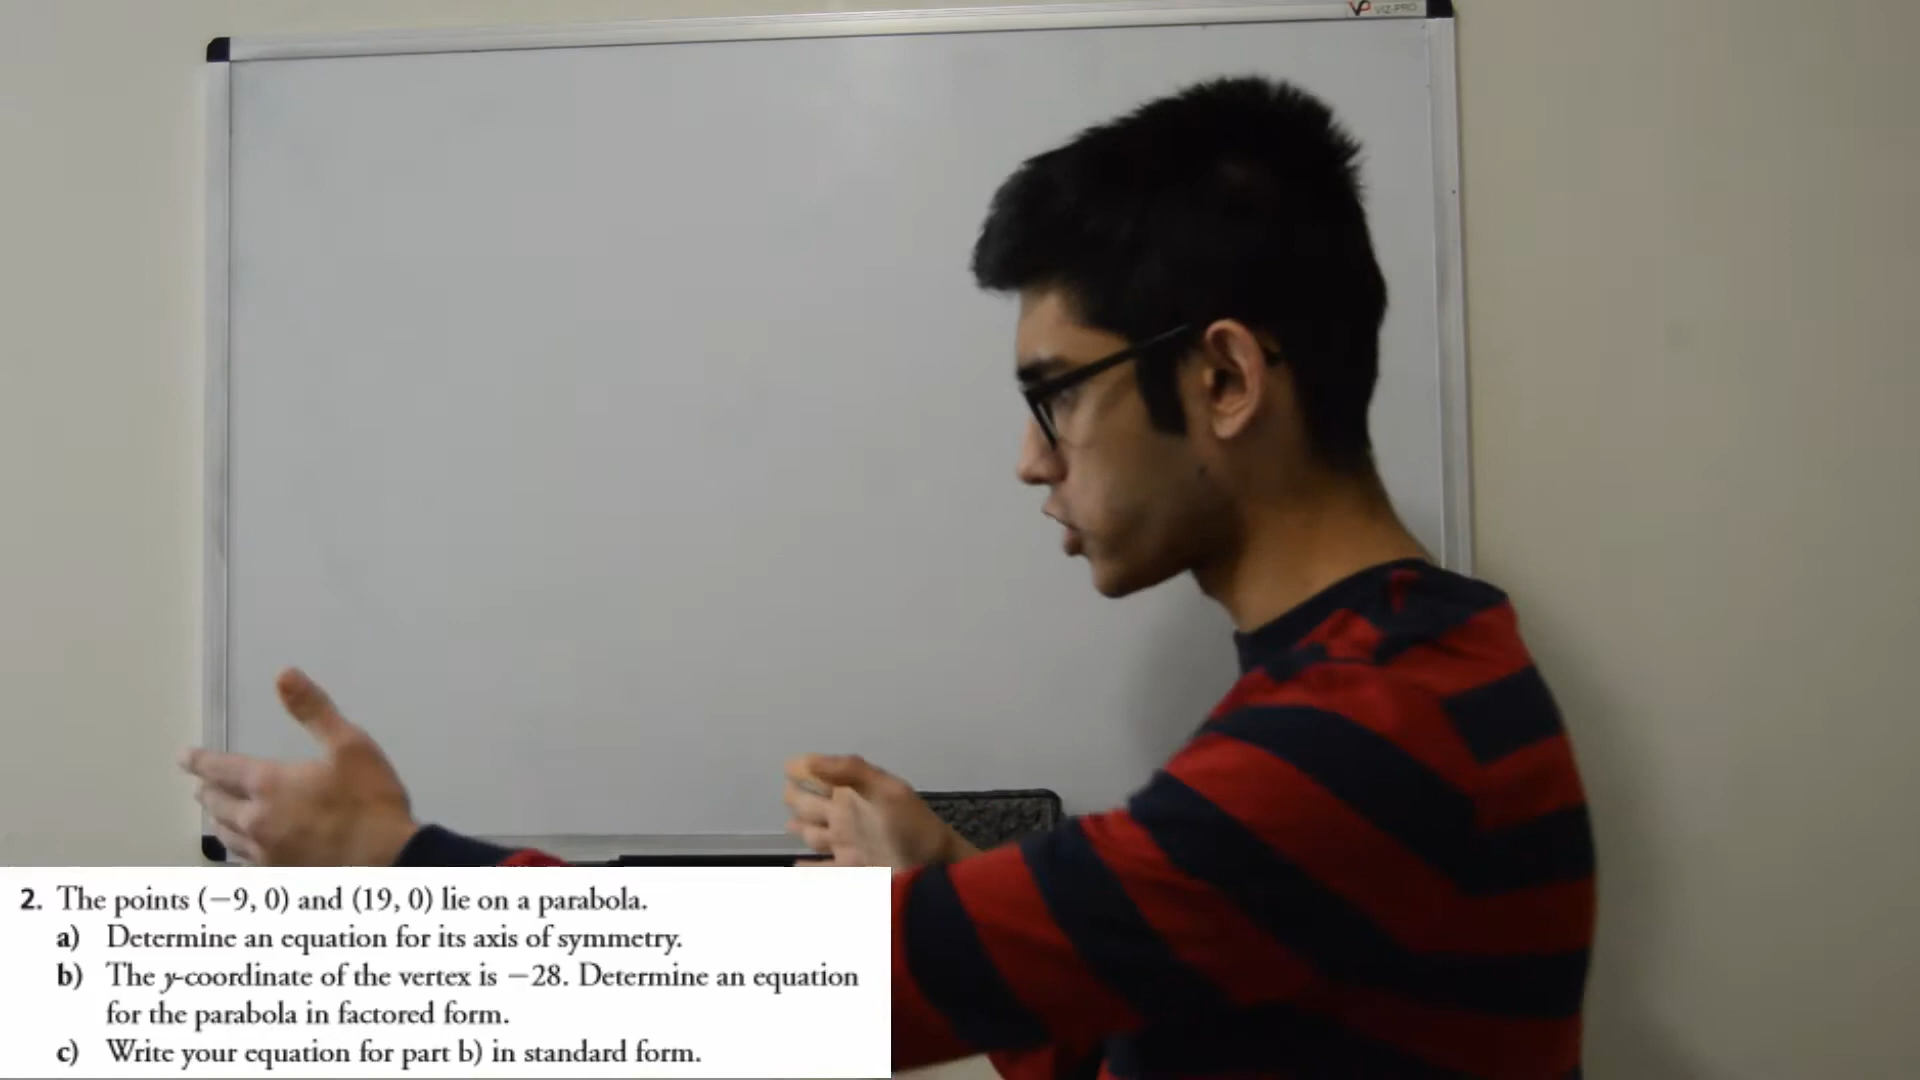 VIZ-PRO
2. The points (−9, 0) and (19, 0) lie on a parabola.
a) Determine an equation for its axis of symmetry.
b) The y-coordinate of the vertex is −28. Determine an equation
for the parabola in factored form.
c) Write your equation for part b) in standard form.